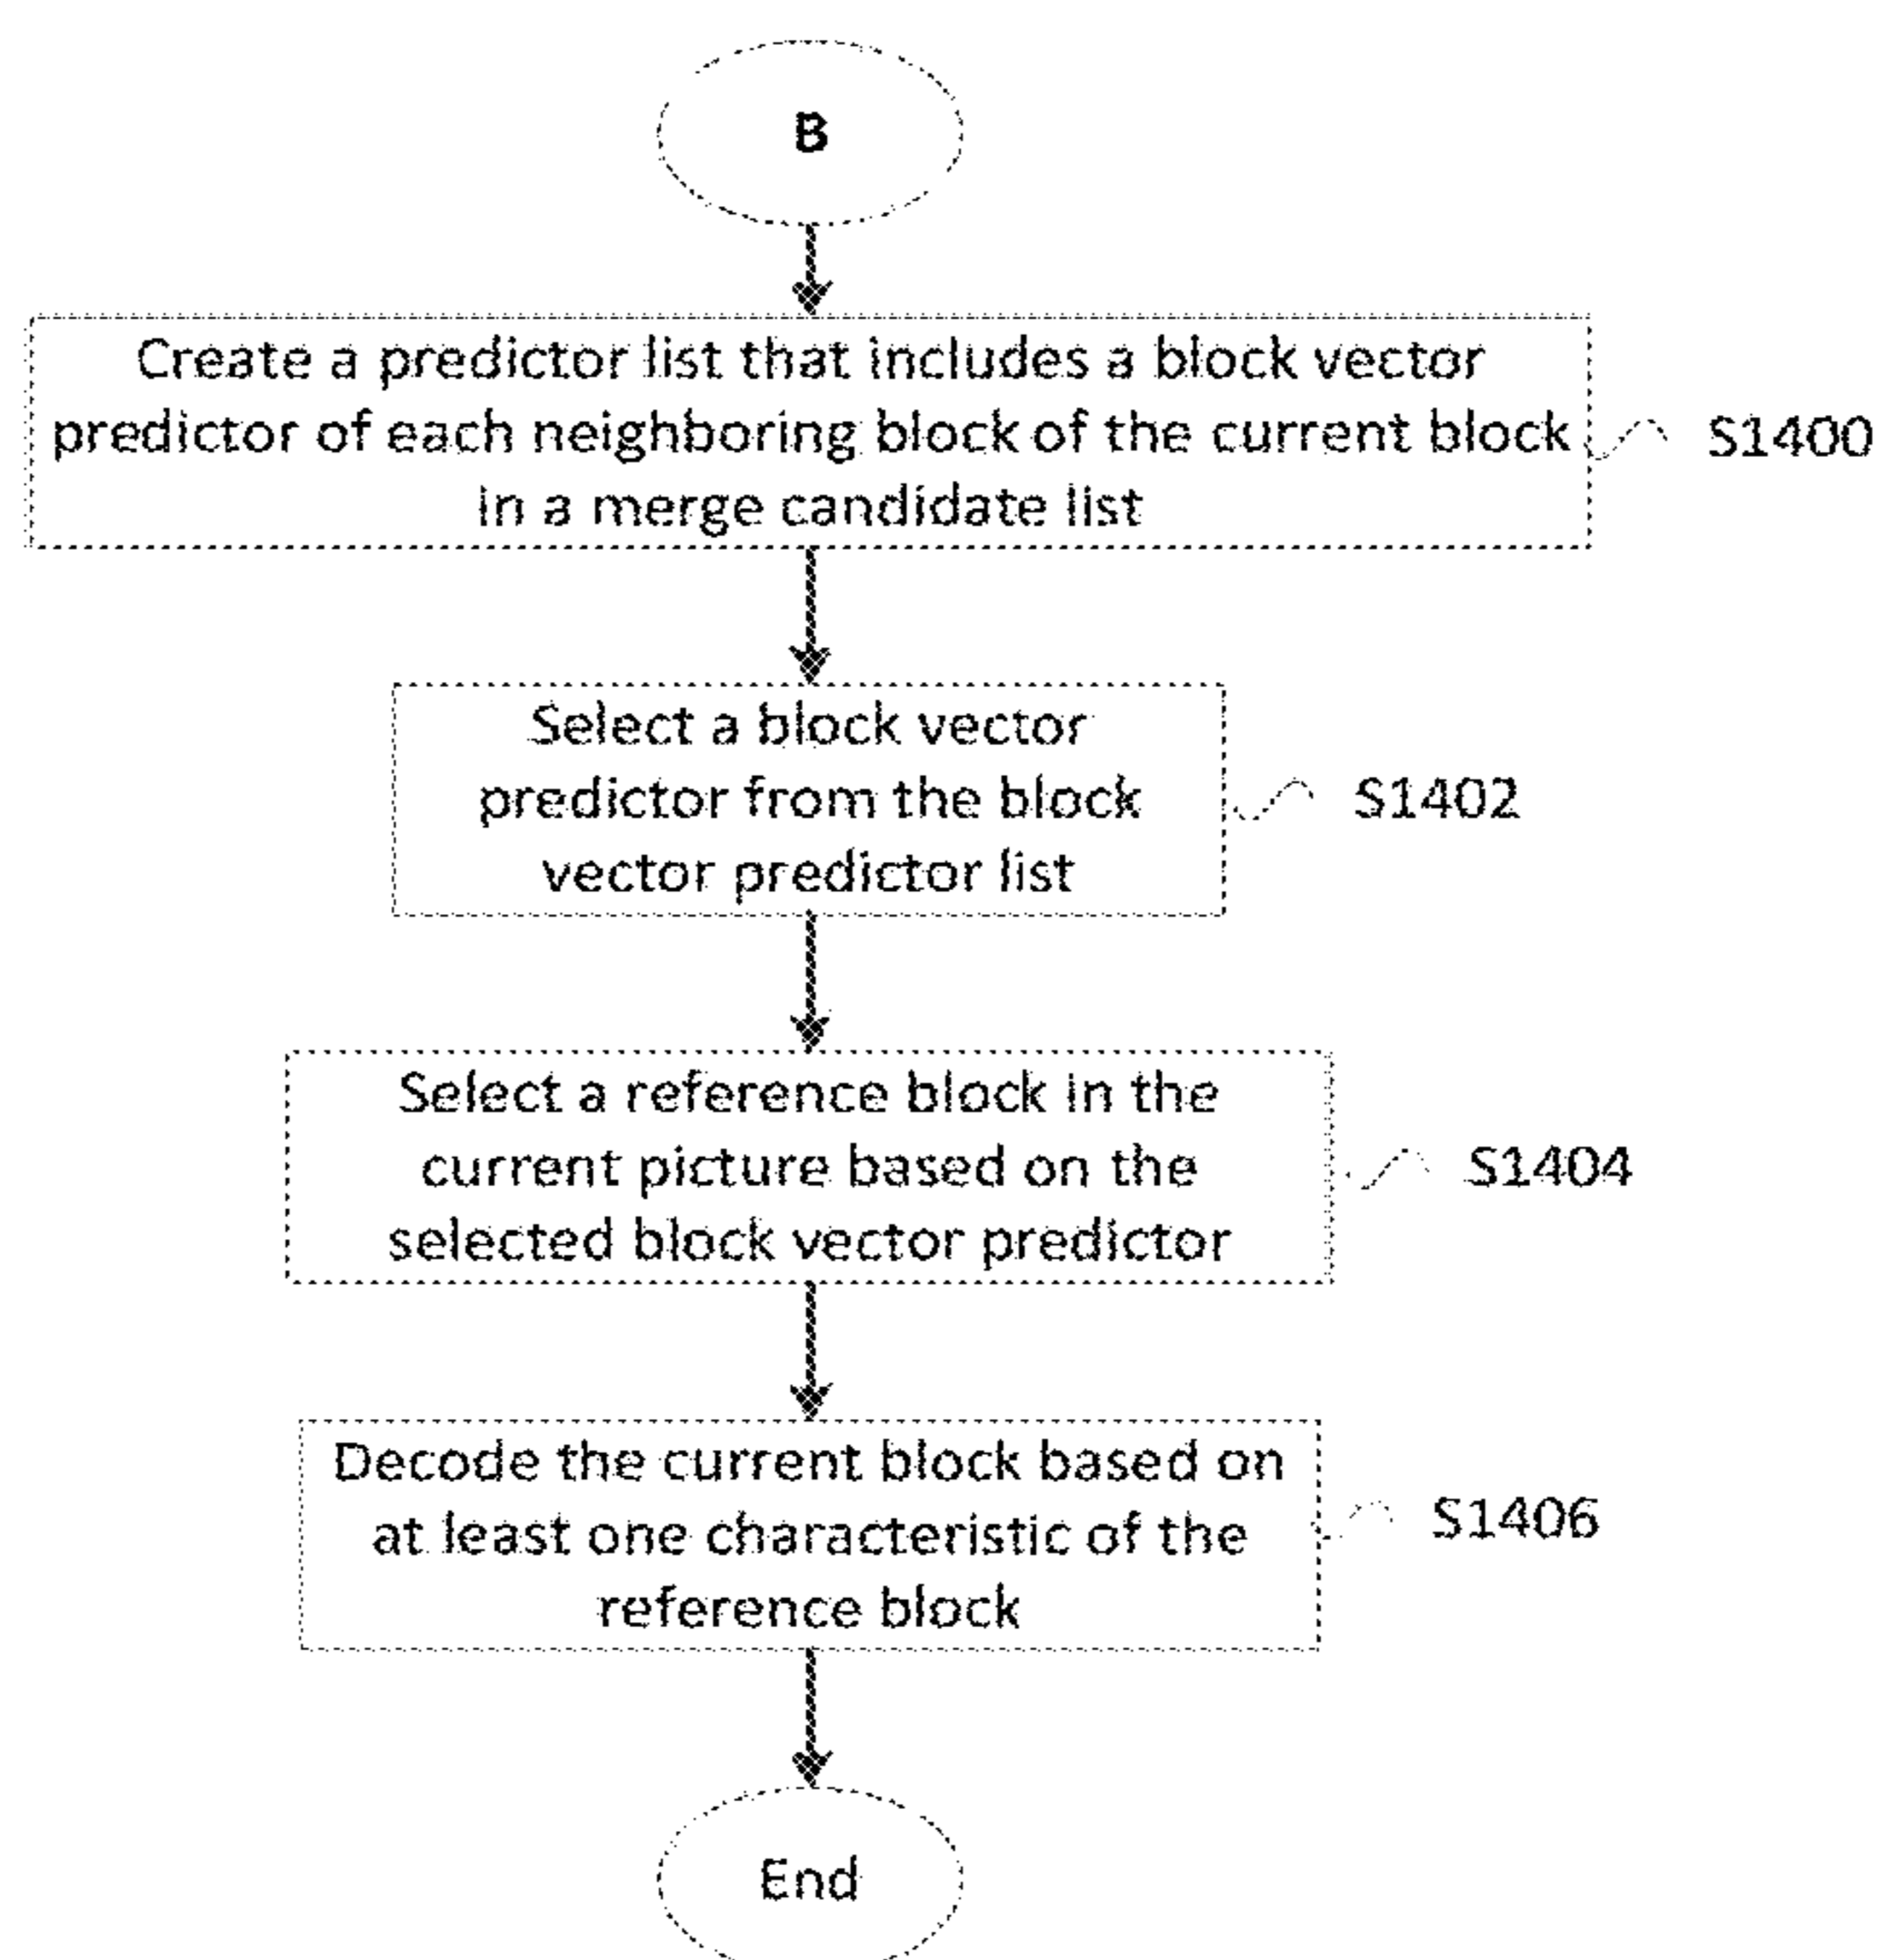 B
Create a predictor list that includes a block vector
predictor of each neighboring block of the current block
in a merge candidate list
S1400
Select a block vector
predictor from the block
vector predictor list
S1402
Select a reference block in the
current picture based on the
selected block vector predictor
S1404
Decode the current block based on
at least one characteristic of the
reference block
S1406
End